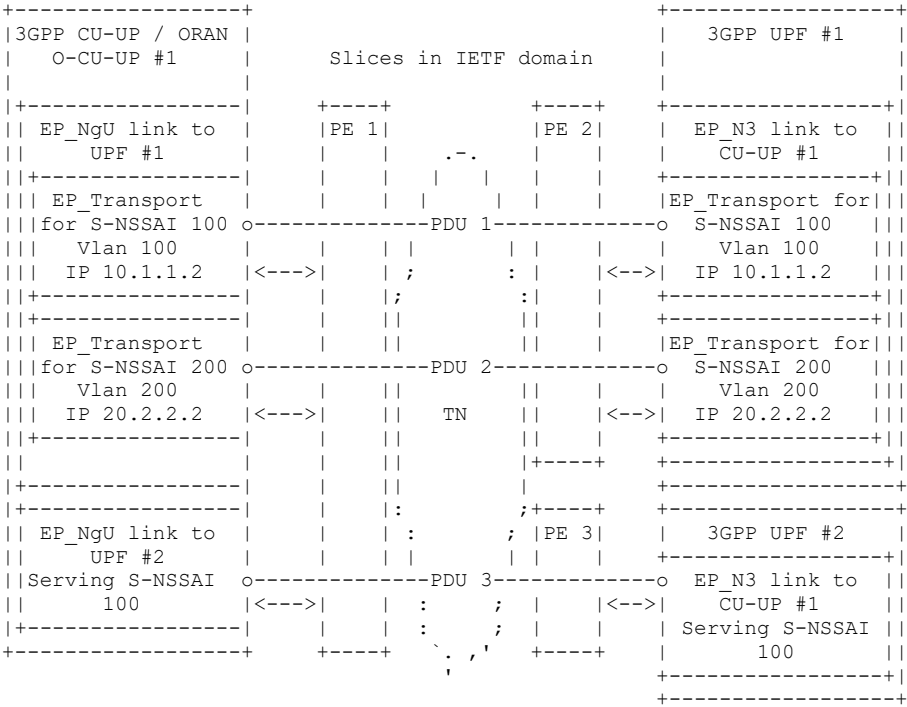 3GPP CU-UP / ORAN
O-CU-UP #1
Slices in IETF domain
3GPP UPF #1
EP_NgU link to
UPF #1
PE 1
PE 2
EP_N3 link to
CU-UP #1
EP_Transport
for S-NSSAI 100
Vlan 100
IP 10.1.1.2
PDU 1
EP_Transport for
S-NSSAI 100
Vlan 100
IP 10.1.1.2
EP_Transport
for S-NSSAI 200
Vlan 200
IP 20.2.2.2
PDU 2
TN
EP_Transport for
S-NSSAI 200
Vlan 200
IP 20.2.2.2
EP_NgU link to
UPF #2
Serving S-NSSAI
100
PDU 3
PE 3
3GPP UPF #2
EP_N3 link to
CU-UP #1
Serving S-NSSAI
100